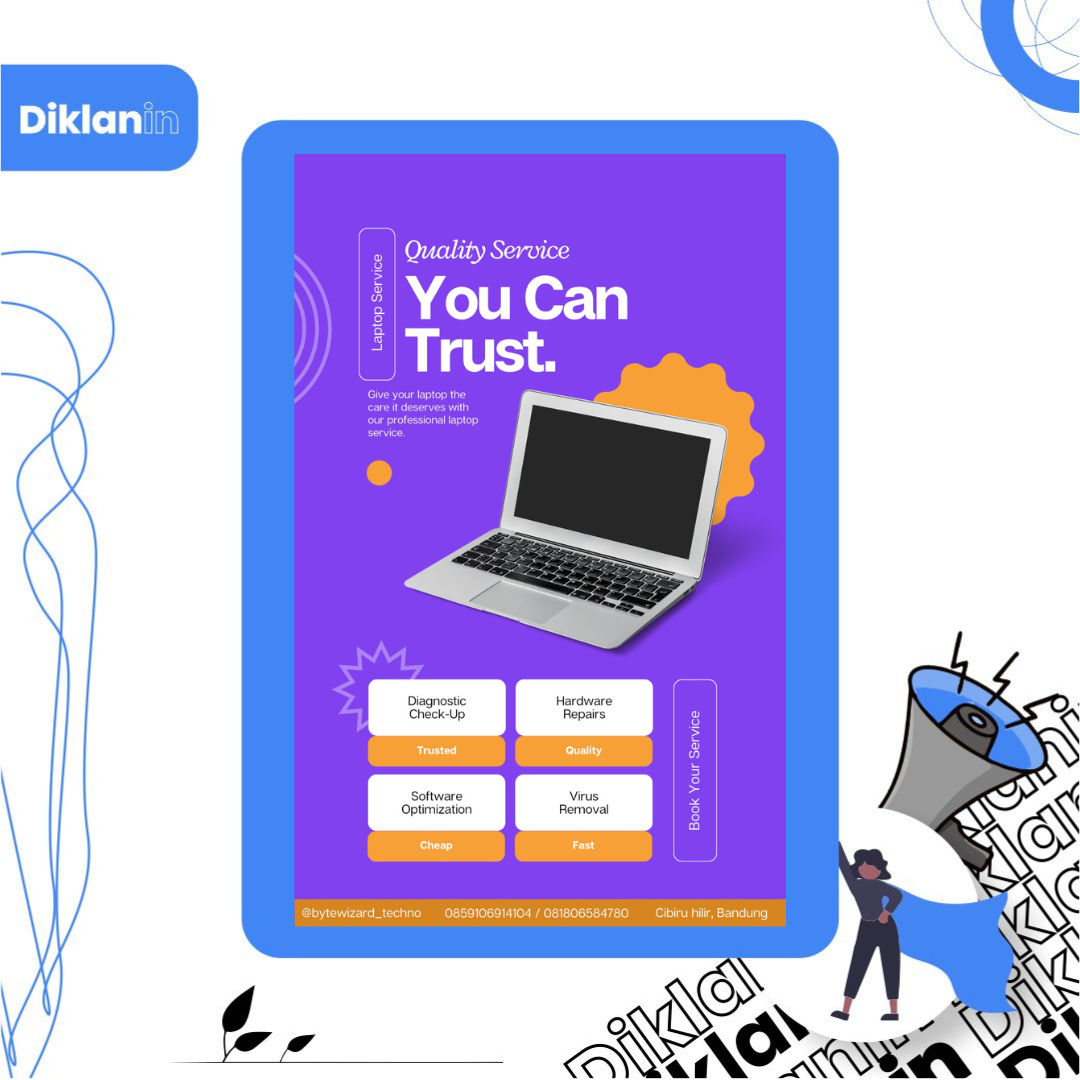 Diklanin
Laptop Service
Quality Service
You Can
Trust.
Give your laptop the
care it deserves with
our professional laptop
service.
Diagnostic
Check-Up
Trusted
Hardware
Repairs
Quality
Software
Optimization
Cheap
Virus
Removal
Fast
Book Your Service
@bytewizard_techno 0859106914104 / 081806584780 Cibiru hilir, Bandung